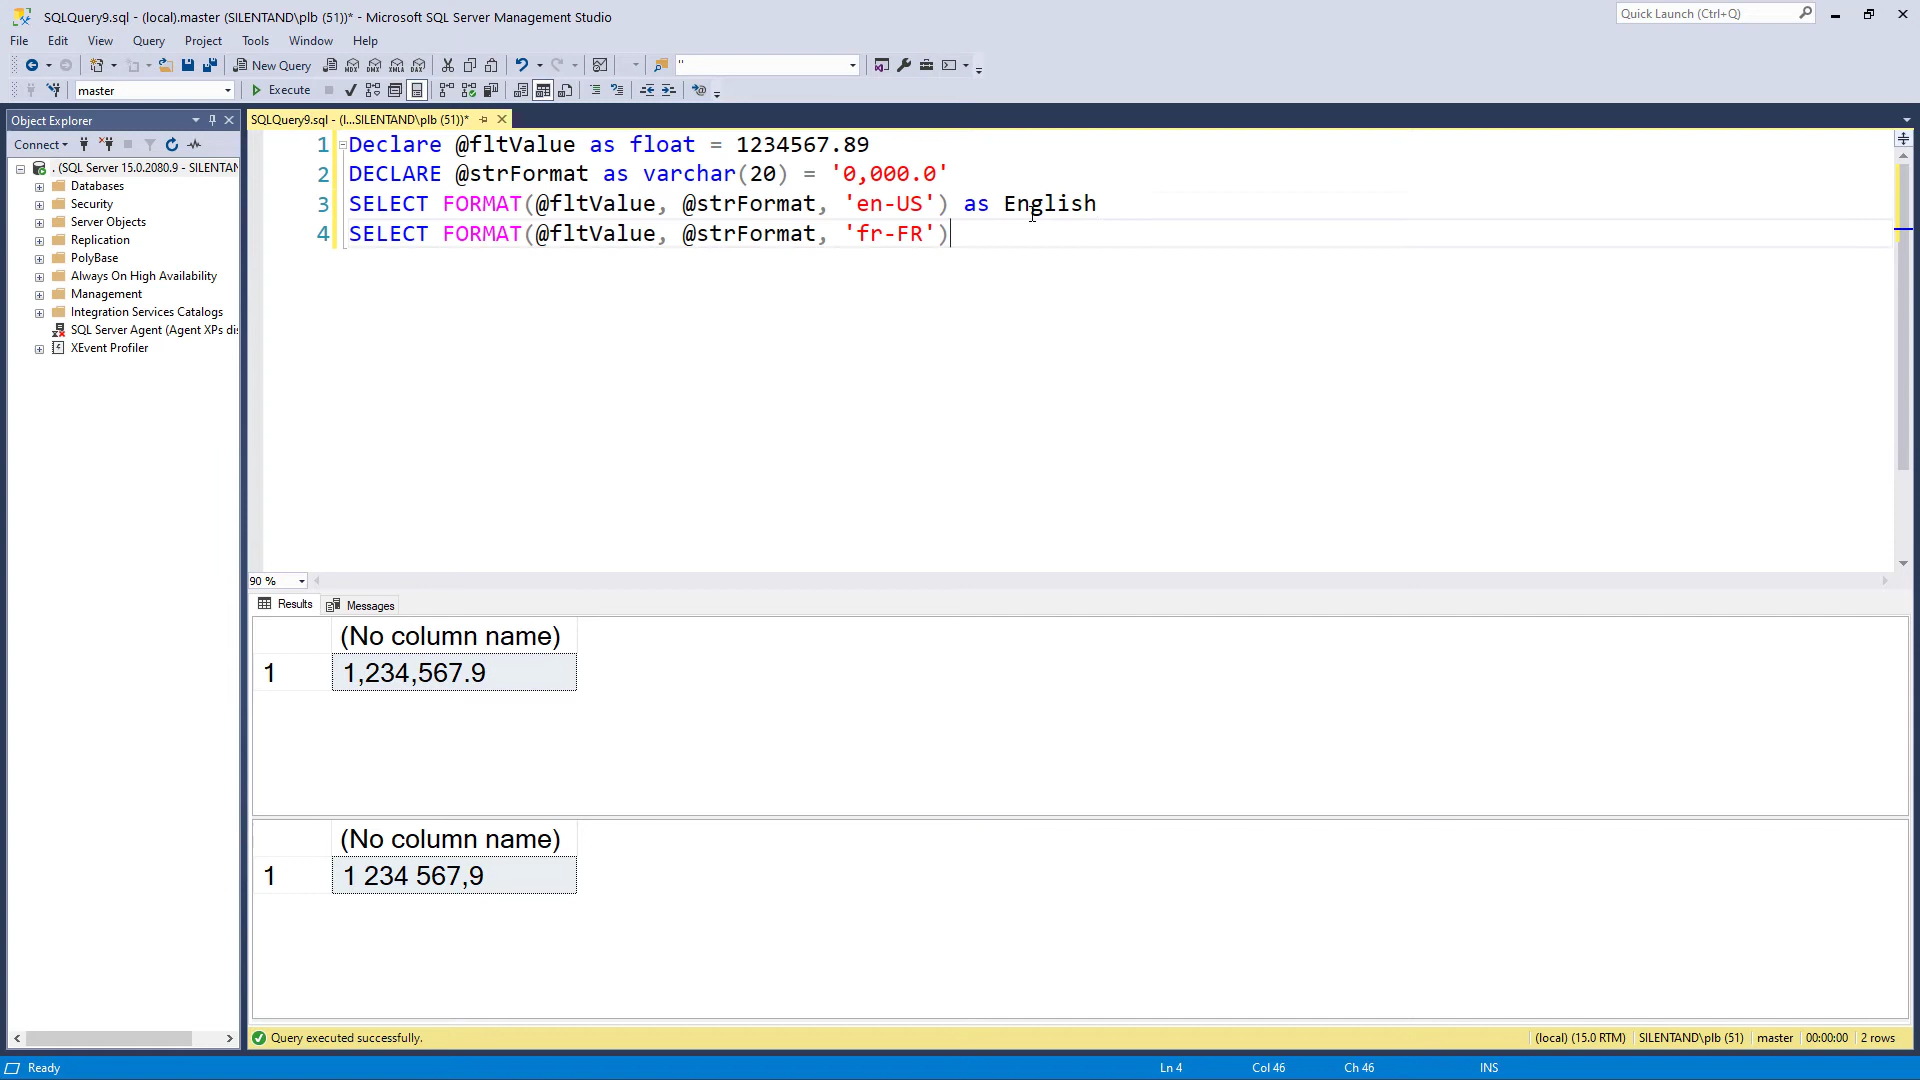 SQLQuery9.sql - (local).master (SILENTAND\plb (51))* - Microsoft SQL Server Management Studio
Quick Launch (Ctrl+Q)
File Edit View Query Project Tools Window Help
New Query
master Execute
Object Explorer
SQLQuery9.sql - (l...SILENTAND\plb (51))*
Connect
. (SQL Server 15.0.2080.9 - SILENTAN
Databases
Security
Server Objects
Replication
PolyBase
Always On High Availability
Management
Integration Services Catalogs
SQL Server Agent (Agent XPs dis
XEvent Profiler
1 Declare @fltValue as float = 1234567.89
2 DECLARE @strFormat as varchar(20) = '0,000.0'
3 SELECT FORMAT(@fltValue, @strFormat, 'en-US') as English
4 SELECT FORMAT(@fltValue, @strFormat, 'fr-FR')
90 %
Results Messages
(No column name)
1 1,234,567.9
(No column name)
1 1 234 567,9
Query executed successfully. (local) (15.0 RTM) SILENTAND\plb (51) master 00:00:00 2 rows
Ready Ln 4 Col 46 Ch 46 INS